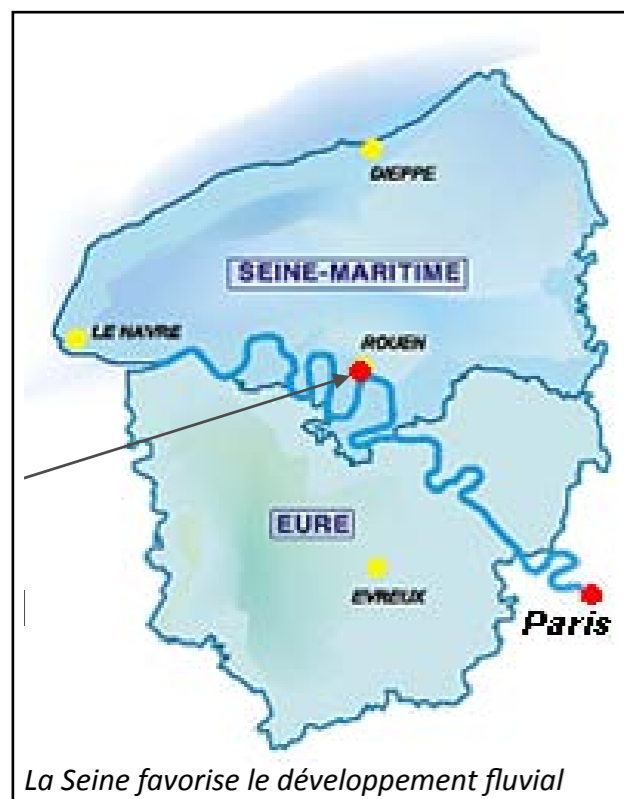 DIEPPE
SEINE-MARITIME
LE HAVRE
ROUEN
EURE
EVREUX
Paris
La Seine favorise le développement fluvial